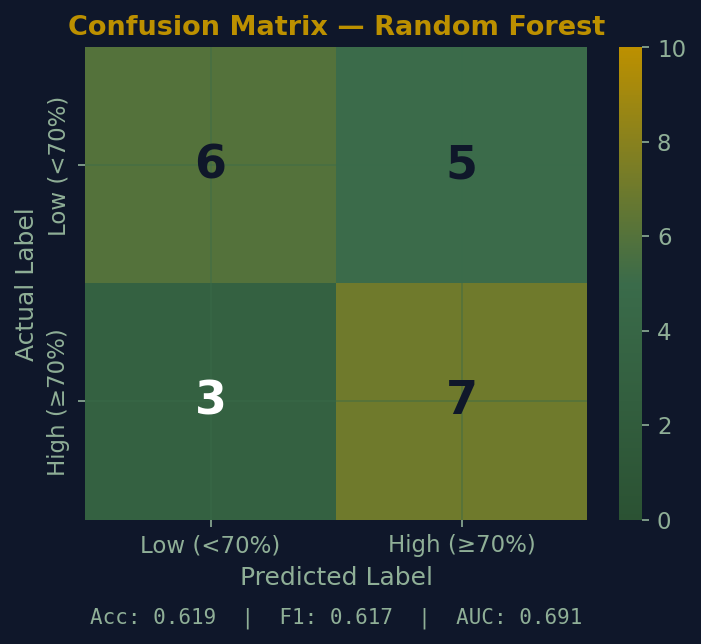 Confusion Matrix — Random Forest
Actual Label
Low (<70%)
High (≥70%)
6
5
3
7
Low (<70%)
High (≥70%)
Predicted Label
10
8
6
4
2
0
Acc: 0.619 | F1: 0.617 | AUC: 0.691